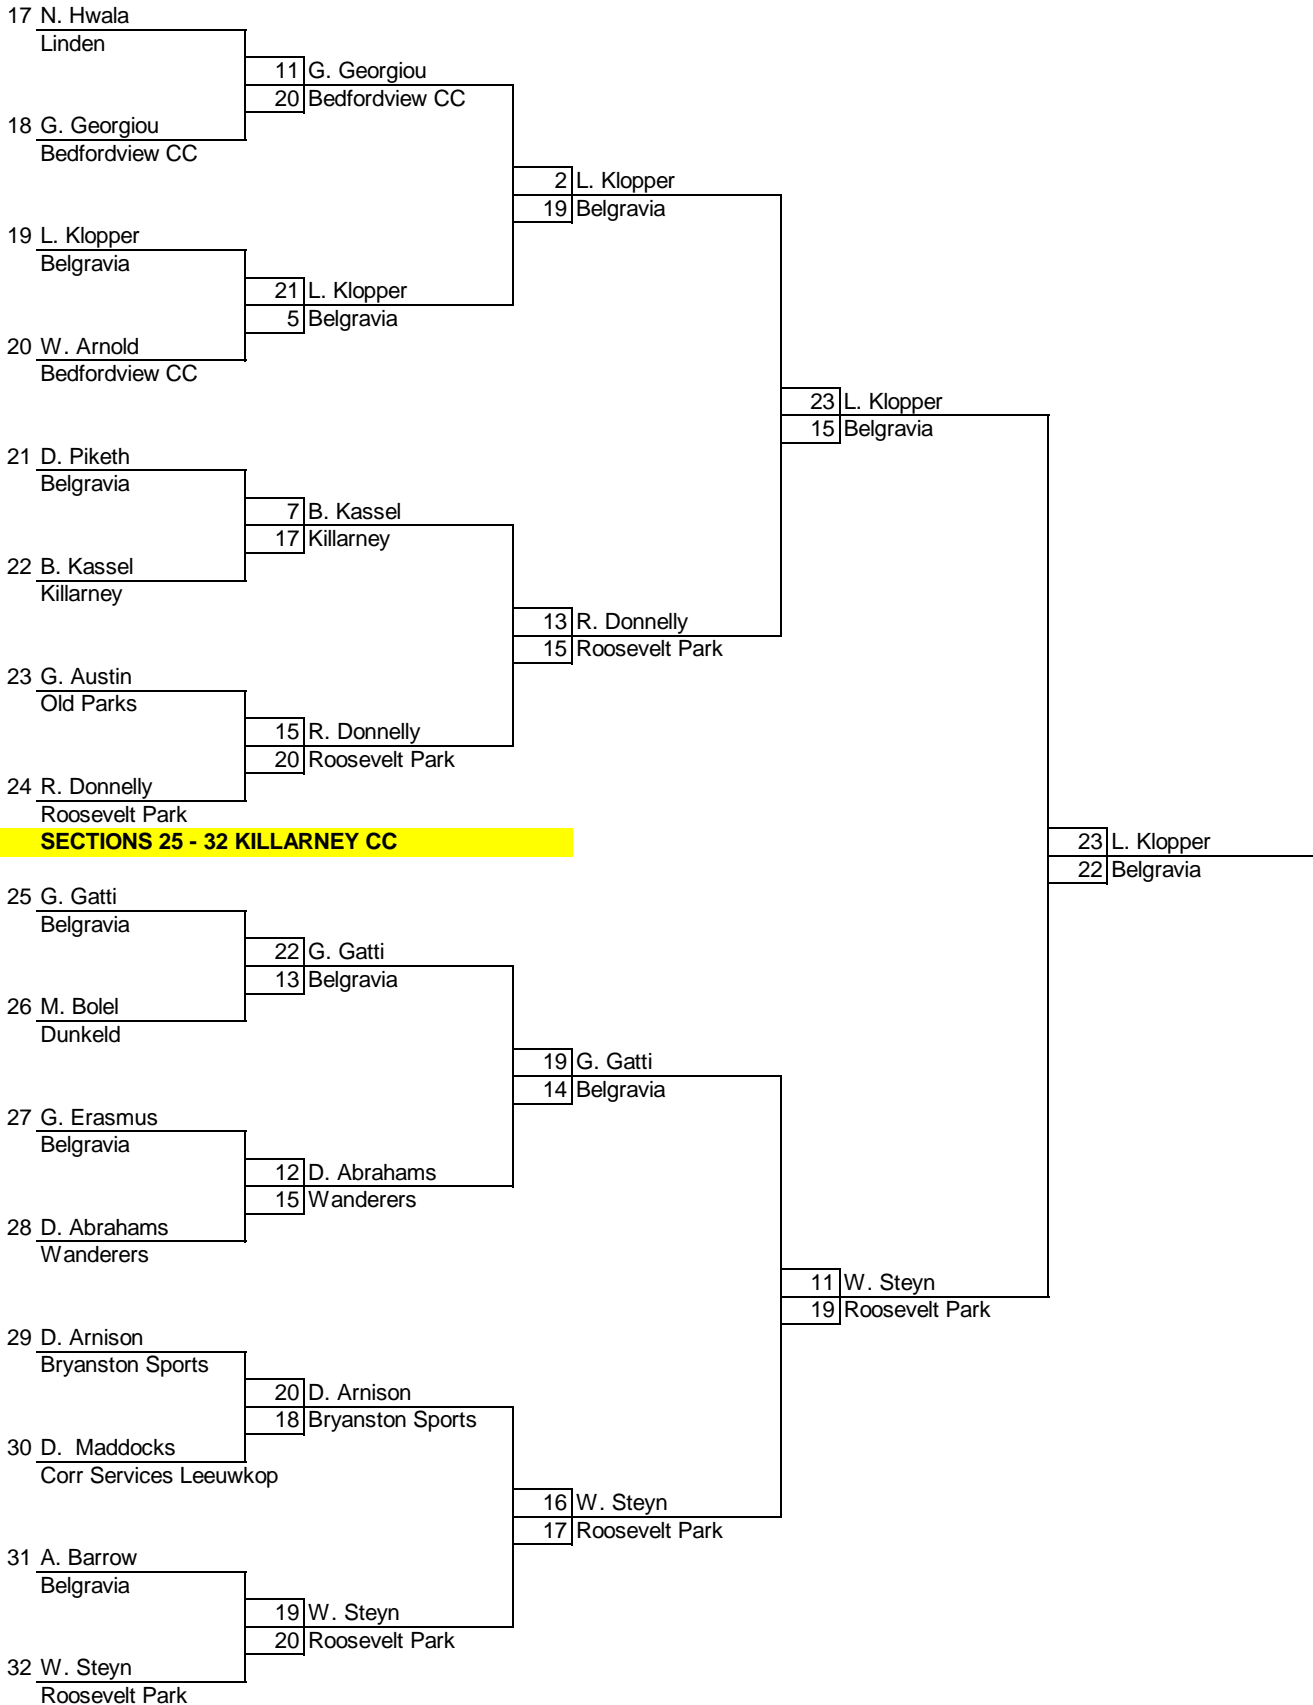 17 N. Hwala
Linden
11 G. Georgiou
20 Bedfordview CC
18 G. Georgiou
Bedfordview CC
2 L. Klopper
19 Belgravia
19 L. Klopper
Belgravia
21 L. Klopper
5 Belgravia
20 W. Arnold
Bedfordview CC
23 L. Klopper
15 Belgravia
21 D. Piketh
Belgravia
7 B. Kassel
17 Killarney
22 B. Kassel
Killarney
13 R. Donnelly
15 Roosevelt Park
23 G. Austin
Old Parks
15 R. Donnelly
20 Roosevelt Park
24 R. Donnelly
Roosevelt Park
SECTIONS 25 - 32 KILLARNEY CC
23 L. Klopper
22 Belgravia
25 G. Gatti
Belgravia
22 G. Gatti
13 Belgravia
26 M. Bolel
Dunkeld
19 G. Gatti
14 Belgravia
27 G. Erasmus
Belgravia
12 D. Abrahams
15 Wanderers
28 D. Abrahams
Wanderers
11 W. Steyn
19 Roosevelt Park
29 D. Arnison
Bryanston Sports
20 D. Arnison
18 Bryanston Sports
30 D. Maddocks
Corr Services Leeuwkop
16 W. Steyn
17 Roosevelt Park
31 A. Barrow
Belgravia
19 W. Steyn
20 Roosevelt Park
32 W. Steyn
Roosevelt Park